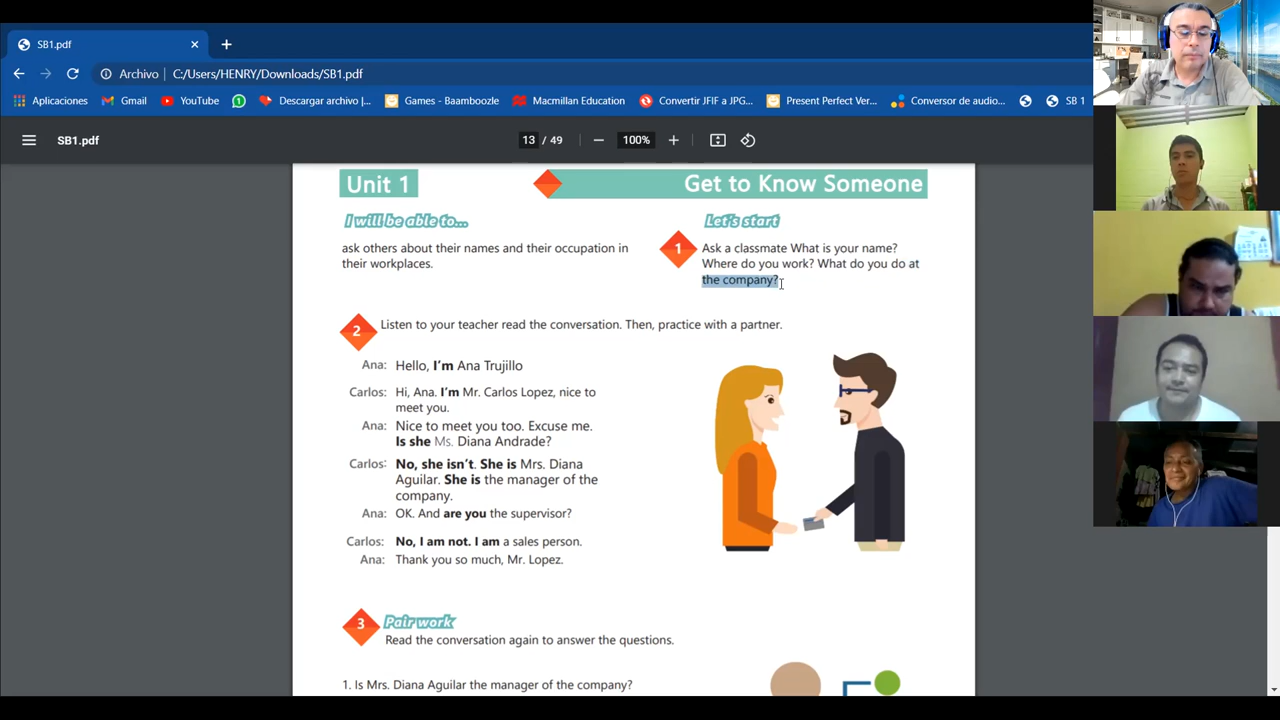 SB1.pdf
Archivo C:/Users/HENRY/Downloads/SB1.pdf
Aplicaciones Gmail YouTube Descargar archivo |... Games - Baamboozle Macmillan Education Convertir JFIF a JPG... Present Perfect Ver... Conversor de audio... SB 1
SB1.pdf 13 / 49 100%
Unit 1 Get to Know Someone
I will be able to...
ask others about their names and their occupation in
their workplaces.
Let's start
1 Ask a classmate What is your name?
Where do you work? What do you do at
the company?
2 Listen to your teacher read the conversation. Then, practice with a partner.
Ana: Hello, I'm Ana Trujillo
Carlos: Hi, Ana. I'm Mr. Carlos Lopez, nice to
meet you.
Ana: Nice to meet you too. Excuse me.
Is she Ms. Diana Andrade?
Carlos: No, she isn't. She is Mrs. Diana
Aguilar. She is the manager of the
company.
Ana: OK. And are you the supervisor?
Carlos: No, I am not. I am a sales person.
Ana: Thank you so much, Mr. Lopez.
3 Pair work
Read the conversation again to answer the questions.
1. Is Mrs. Diana Aguilar the manager of the company?